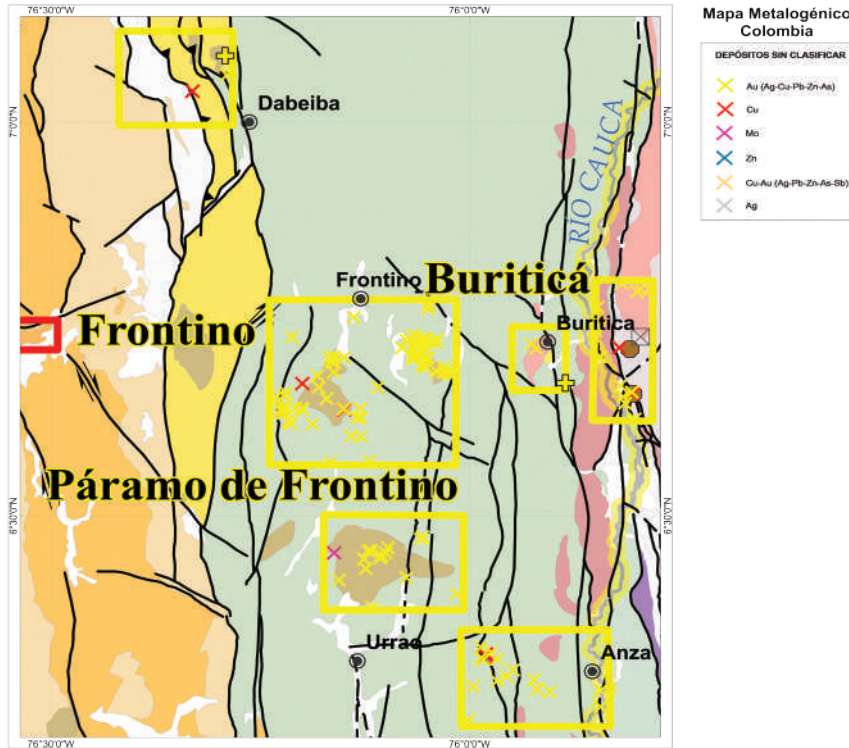 76°30'0"W
76°0'0"W
Mapa Metalogénico
Colombia
DEPÓSITOS SIN CLASIFICAR
Au (Ag-Cu-Pb-Zn-As)
Cu
Mo
Zn
Cu-Au (Ag-Pb-Zn-As-Sb)
Ag
7°0'0"N
7°0'0"N
Dabeiba
RÍO CAUCA
Frontino
Buriticá
Buritica
Frontino
Páramo de Frontino
6°30'0"N
6°30'0"N
Urrao
Anza
76°30'0"W
76°0'0"W